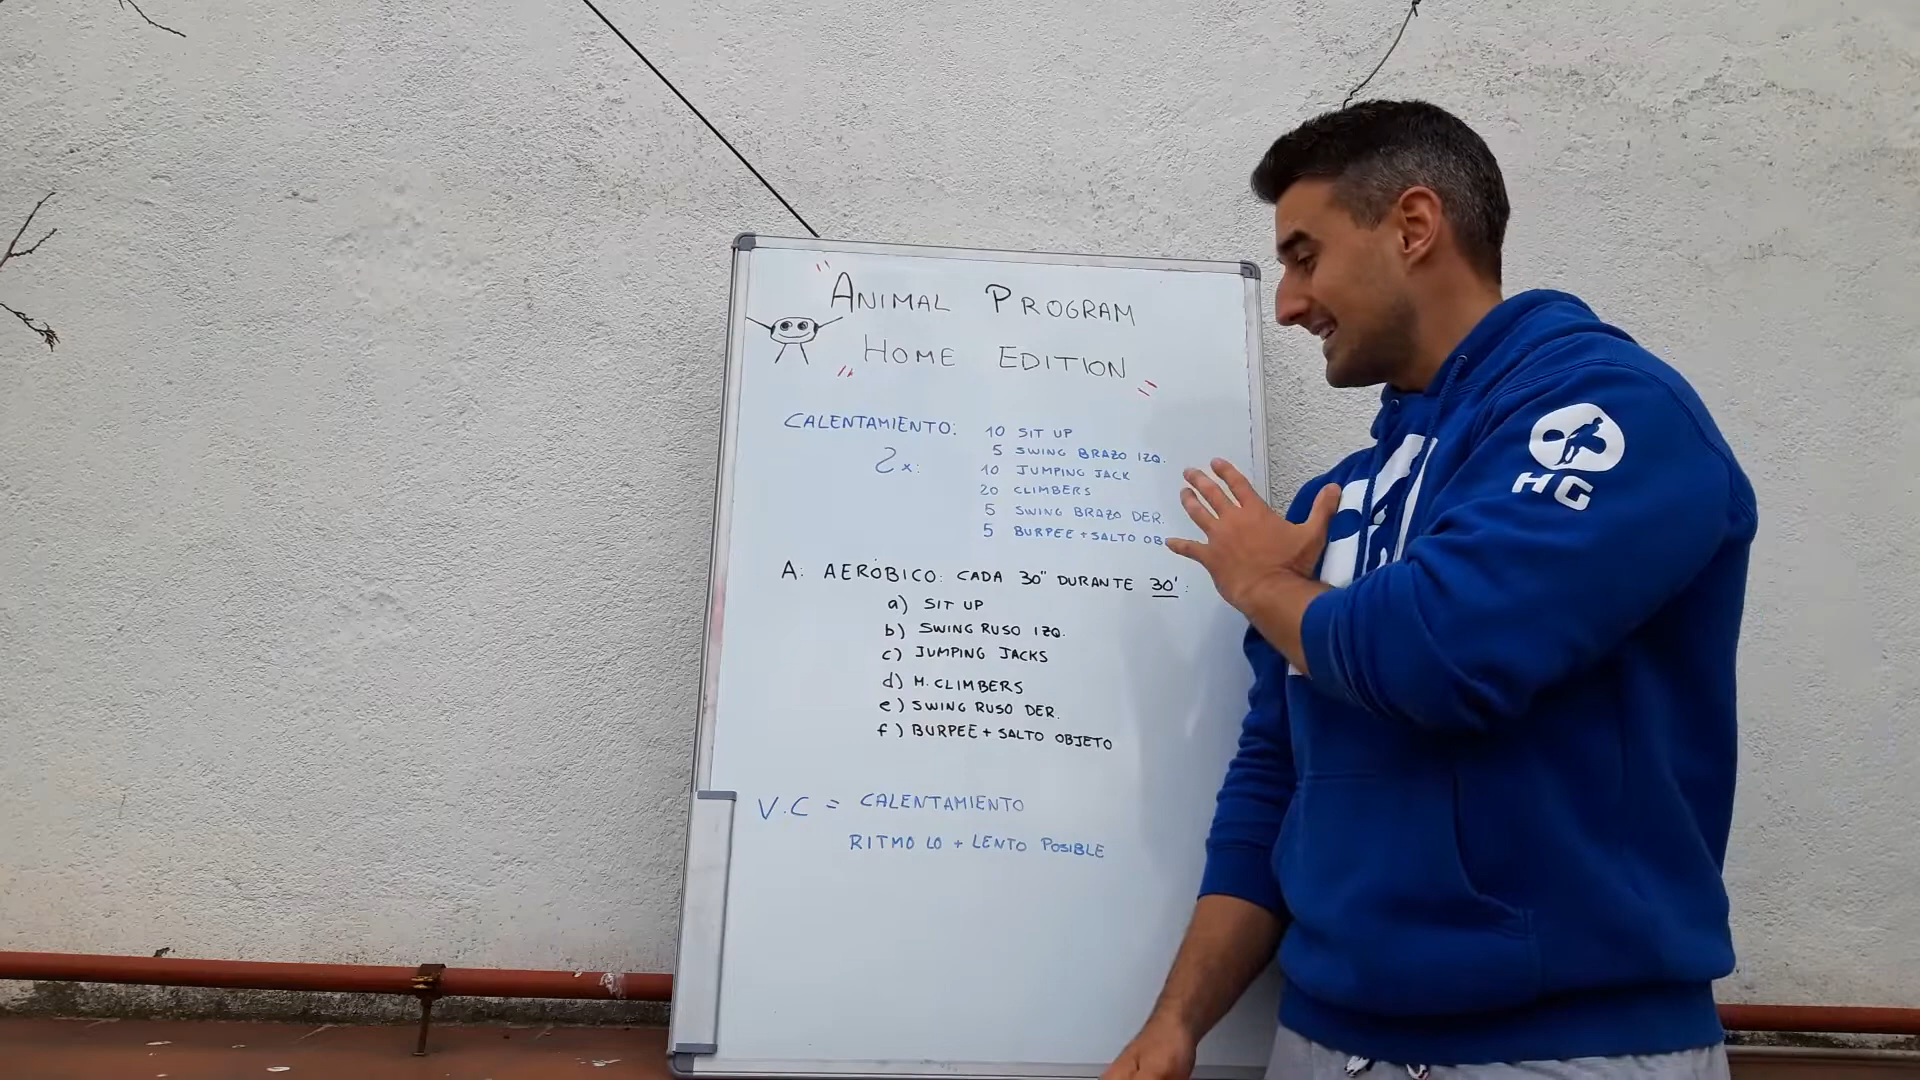 "ANIMAL PROGRAM
HOME EDITION"
CALENTAMIENTO:
2x:
10 SIT UP
5 SWING BRAZO IZQ.
10 JUMPING JACK
20 CLIMBERS
5 SWING BRAZO DER.
5 BURPEE + SALTO
A: AERÓBICO: CADA 30" DURANTE 30':
a) SIT UP
b) SWING RUSO IZQ.
c) JUMPING JACKS
d) M. CLIMBERS
e) SWING RUSO DER.
f) BURPEE + SALTO OBJETO
V.C = CALENTAMIENTO
RITMO LO + LENTO POSIBLE
HG